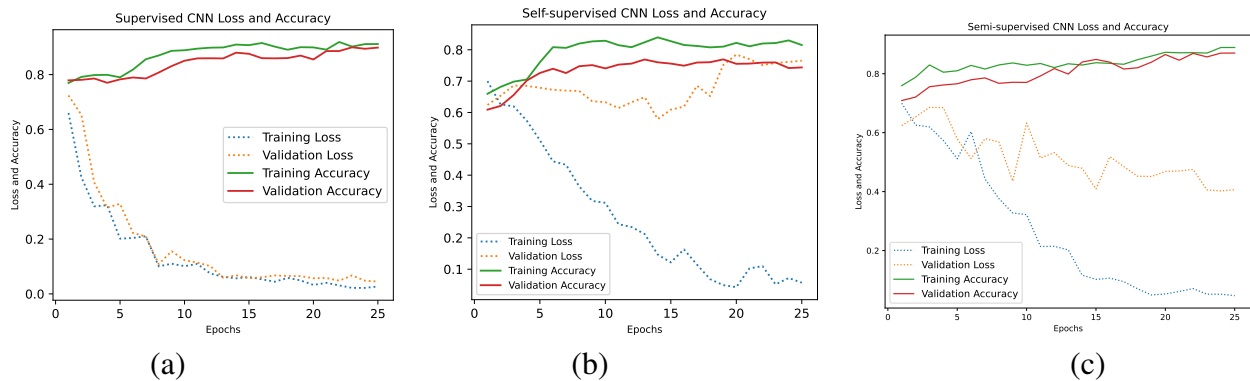 Supervised CNN Loss and Accuracy
Loss and Accuracy
0.8
0.6
0.4
0.2
0.0
0
5
10
15
20
25
Epochs
Training Loss
Validation Loss
Training Accuracy
Validation Accuracy
(a)
Self-supervised CNN Loss and Accuracy
Loss and Accuracy
0.8
0.7
0.6
0.5
0.4
0.3
0.2
0.1
0
5
10
15
20
25
Epochs
Training Loss
Validation Loss
Training Accuracy
Validation Accuracy
(b)
Semi-supervised CNN Loss and Accuracy
Loss and Accuracy
0.8
0.6
0.4
0.2
0
5
10
15
20
25
Epochs
Training Loss
Validation Loss
Training Accuracy
Validation Accuracy
(c)